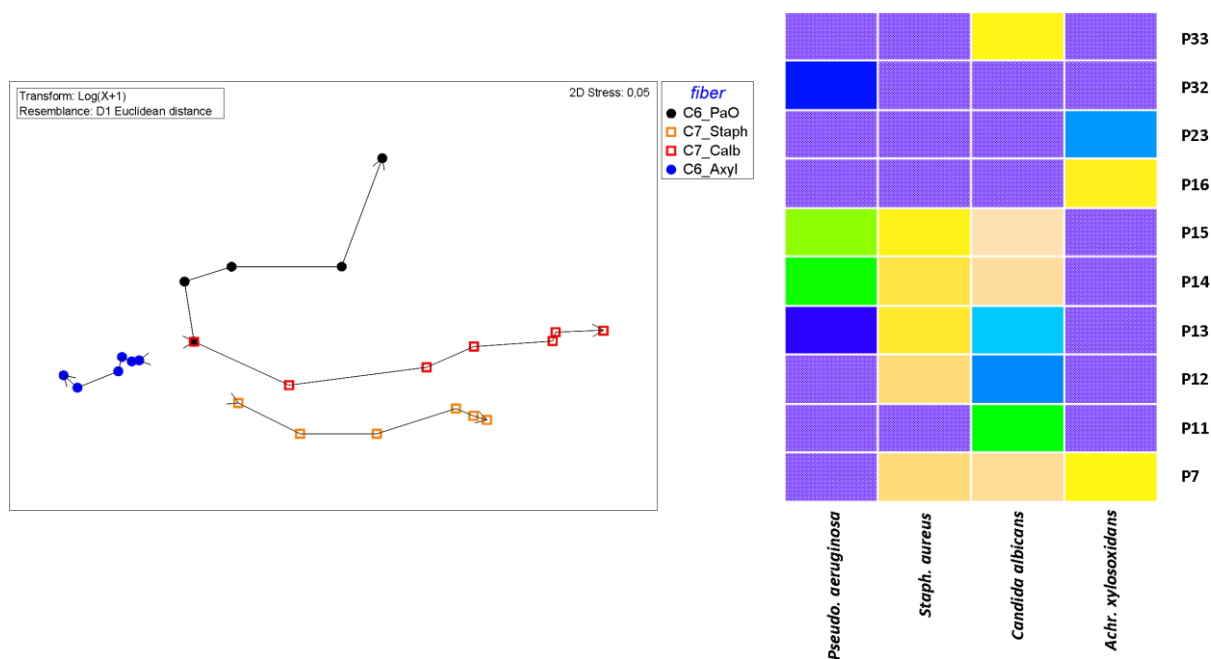 Transform: Log(X+1)
Resemblance: D1 Euclidean distance
2D Stress: 0,05
fiber
C6_PaO
C7_Staph
C7_Calb
C6_Axyl
P33
P32
P23
P16
P15
P14
P13
P12
P11
P7
Pseudo. aeruginosa
Staph. aureus
Candida albicans
Achr. xylosoxidans